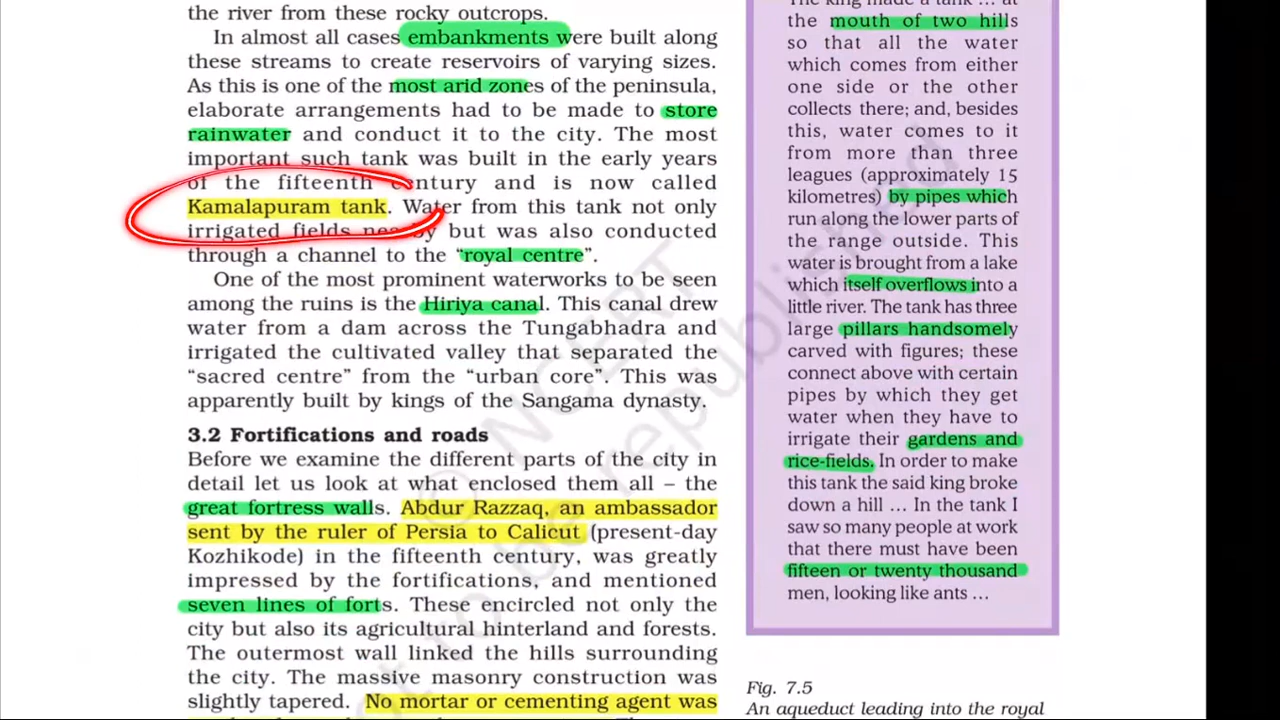 the river from these rocky outcrops.
In almost all cases embankments were built along
these streams to create reservoirs of varying sizes.
As this is one of the most arid zones of the peninsula,
elaborate arrangements had to be made to store
rainwater and conduct it to the city. The most
important such tank was built in the early years
of the fifteenth century and is now called
Kamalapuram tank. Water from this tank not only
irrigated fields nearby but was also conducted
through a channel to the “royal centre”.
One of the most prominent waterworks to be seen
among the ruins is the Hiriya canal. This canal drew
water from a dam across the Tungabhadra and
irrigated the cultivated valley that separated the
“sacred centre” from the “urban core”. This was
apparently built by kings of the Sangama dynasty.
3.2 Fortifications and roads
Before we examine the different parts of the city in
detail let us look at what enclosed them all – the
great fortress walls. Abdur Razzaq, an ambassador
sent by the ruler of Persia to Calicut (present-day
Kozhikode) in the fifteenth century, was greatly
impressed by the fortifications, and mentioned
seven lines of forts. These encircled not only the
city but also its agricultural hinterland and forests.
The outermost wall linked the hills surrounding
the city. The massive masonry construction was
slightly tapered. No mortar or cementing agent was
The king made a tank ... at
the mouth of two hills
so that all the water
which comes from either
one side or the other
collects there; and, besides
this, water comes to it
from more than three
leagues (approximately 15
kilometres) by pipes which
run along the lower parts of
the range outside. This
water is brought from a lake
which itself overflows into a
little river. The tank has three
large pillars handsomely
carved with figures; these
connect above with certain
pipes by which they get
water when they have to
irrigate their gardens and
rice-fields. In order to make
this tank the said king broke
down a hill ... In the tank I
saw so many people at work
that there must have been
fifteen or twenty thousand
men, looking like ants ...
Fig. 7.5
An aqueduct leading into the royal
© NCERT
not to be republished